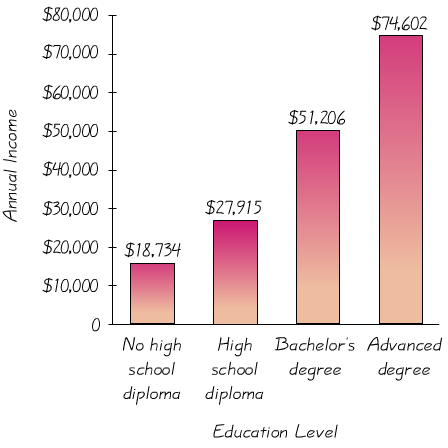 $80,000
$70,000
$60,000
$50,000
$40,000
$30,000
$20,000
$10,000
0
Annual Income
$18,734
$27,915
$51,206
$74,602
No high
school
diploma
High
school
diploma
Bachelor's
degree
Advanced
degree
Education Level